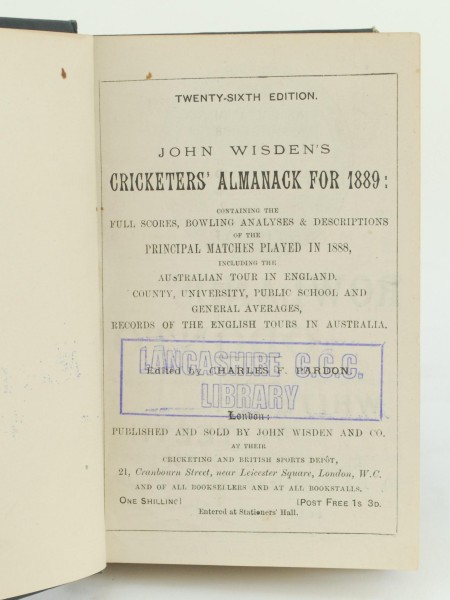 TWENTY-SIXTH EDITION.
JOHN WISDEN'S
CRICKETERS' ALMANACK FOR 1889:
CONTAINING THE
FULL SCORES, BOWLING ANALYSES & DESCRIPTIONS
OF THE
PRINCIPAL MATCHES PLAYED IN 1888,
INCLUDING THE
AUSTRALIAN TOUR IN ENGLAND.
COUNTY, UNIVERSITY, PUBLIC SCHOOL AND
GENERAL AVERAGES,
RECORDS OF THE ENGLISH TOURS IN AUSTRALIA.
LANCASHIRE C.C.C.
Edited by CHARLES F. PARDON.
LIBRARY
London:
PUBLISHED AND SOLD BY JOHN WISDEN AND CO.
AT THEIR
CRICKETING AND BRITISH SPORTS DEPÔT,
21, Cranbourn Street, near Leicester Square, London, W.C.
AND OF ALL BOOKSELLERS AND AT ALL BOOKSTALLS.
ONE SHILLING) (POST FREE 1S 3D.
Entered at Stationers' Hall.